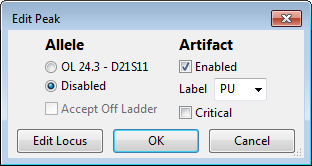 Edit Peak
Allele
OL 24.3 - D21S11
Disabled
Accept Off Ladder
Artifact
Enabled
Label PU
Critical
Edit Locus OK Cancel